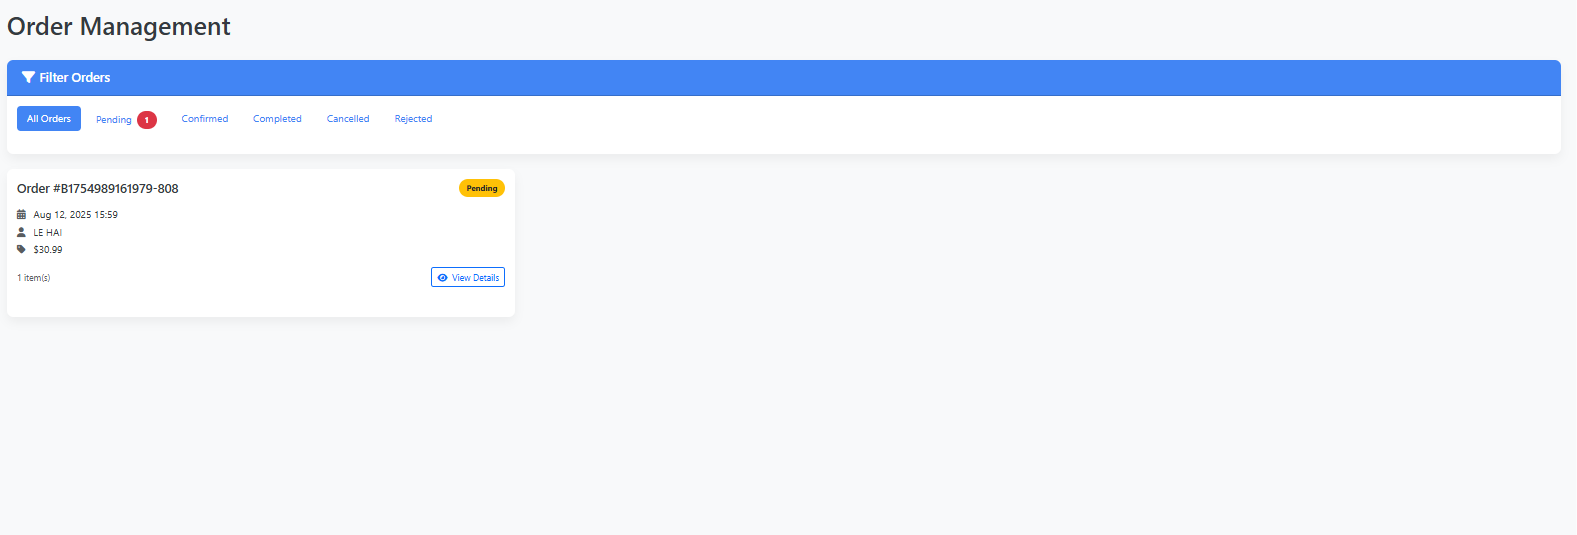 Order Management
Filter Orders
All Orders Pending 1 Confirmed Completed Cancelled Rejected
Order #B1754989161979-808 Pending
Aug 12, 2025 15:59
LE HAI
$30.99
1 item(s) View Details